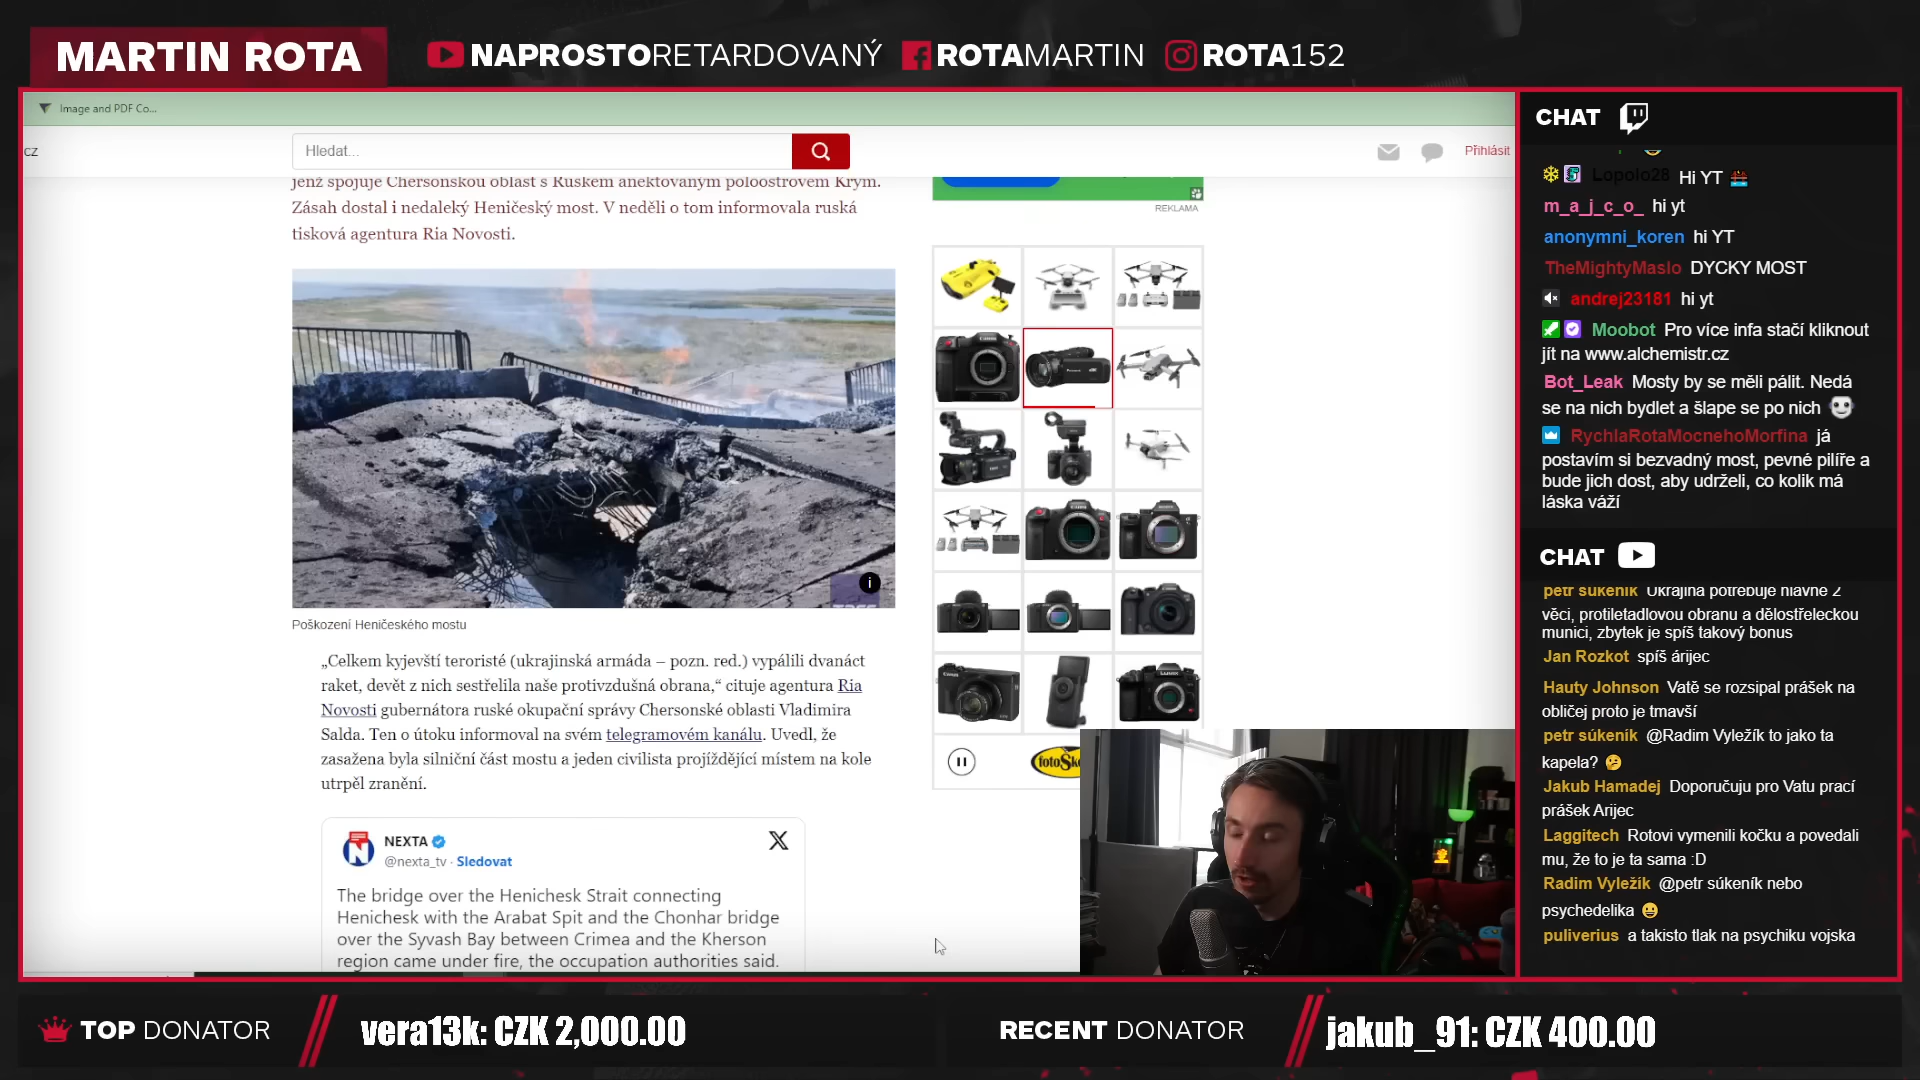 MARTIN ROTA
NAPROSTORETARDOVANÝ
ROTAMARTIN
ROTA152
Image and PDF Co...
cz
Hledat...
Přihlásit
jenž spojuje Chersonskou oblast s Ruskem anektovaným poloostrovem Krym.
Zásah dostal i nedaleký Heničeský most. V neděli o tom informovala ruská
tisková agentura Ria Novosti.
REKLAMA
i
Poškození Heničeského mostu
„Celkem kyjevští teroristé (ukrajinská armáda – pozn. red.) vypálili dvanáct
raket, devět z nich sestřelila naše protivzdušná obrana,“ cituje agentura Ria
Novosti gubernátora ruské okupační správy Chersonské oblasti Vladimira
Salda. Ten o útoku informoval na svém telegramovém kanálu. Uvedl, že
zasažena byla silniční část mostu a jeden civilista projíždějící místem na kole
utrpěl zranění.
NEXTA
@nexta_tv · Sledovat
The bridge over the Henichesk Strait connecting
Henichesk with the Arabat Spit and the Chonhar bridge
over the Syvash Bay between Crimea and the Kherson
region came under fire, the occupation authorities said.
CHAT
Lopolo28 Hi YT
m_a_j_c_o_ hi yt
anonymni_koren hi YT
TheMightyMaslo DYCKY MOST
andrej23181 hi yt
Moobot Pro více infa stačí kliknout
jít na www.alchemistr.cz
Bot_Leak Mosty by se měli pálit. Nedá
se na nich bydlet a šlape se po nich
RychlaRotaMocnehoMorfina já
postavím si bezvadný most, pevné pilíře a
bude jich dost, aby udrželi, co kolik má
láska váží
CHAT
petr súkeník Ukrajina potřebuje hlavně 2
věci, protiletadlovou obranu a dělostřeleckou
munici, zbytek je spíš takový bonus
Jan Rozkot spíš árijec
Hauty Johnson Vatě se rozsipal prášek na
obličej proto je tmavší
petr súkeník @Radim Vyležík to jako ta
kapela?
Jakub Hamadej Doporučuju pro Vatu prací
prášek Arijec
Laggitech Rotovi vymenili kočku a povedali
mu, že to je ta sama :D
Radim Vyležík @petr súkeník nebo
psychedelika
puliverius a takisto tlak na psychiku vojska
TOP DONATOR
vera13k: CZK 2,000.00
RECENT DONATOR
jakub_91: CZK 400.00